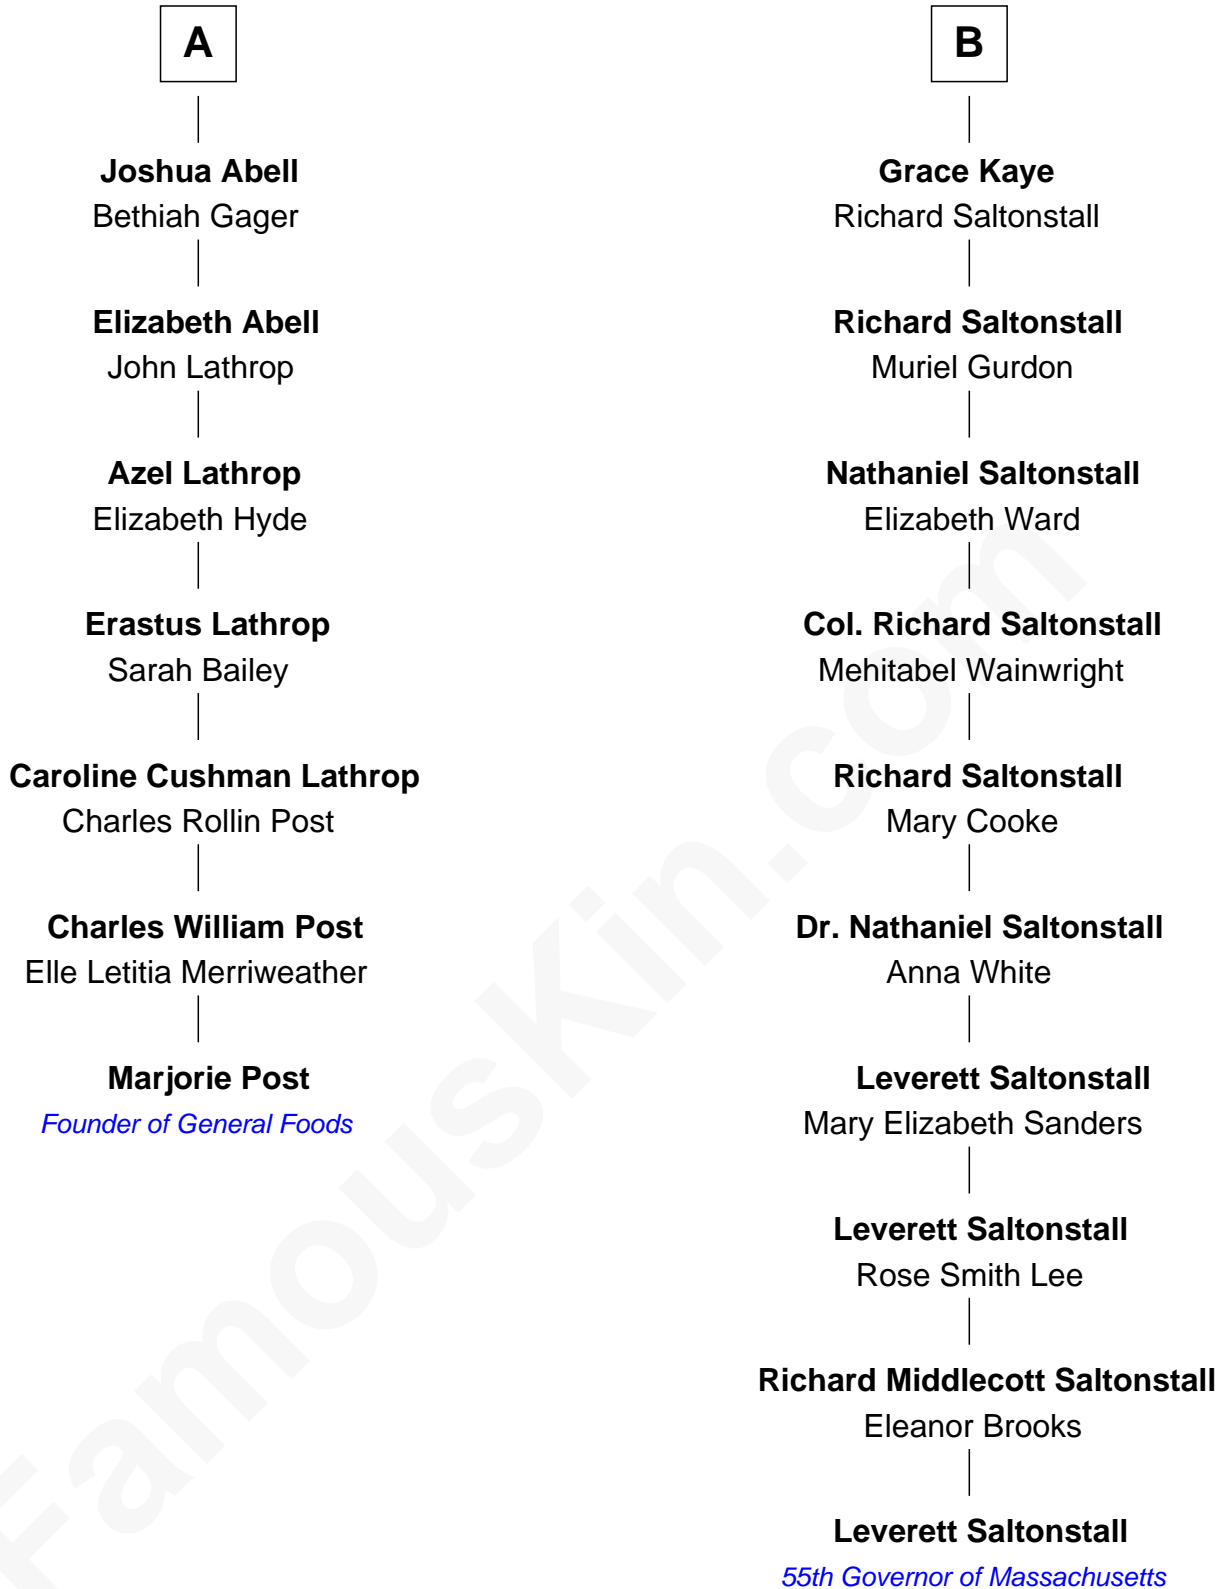 A
Joshua Abell
Bethiah Gager
Elizabeth Abell
John Lathrop
Azel Lathrop
Elizabeth Hyde
Erastus Lathrop
Sarah Bailey
Caroline Cushman Lathrop
Charles Rollin Post
Charles William Post
Elle Letitia Merriweather
Marjorie Post
Founder of General Foods
B
Grace Kaye
Richard Saltonstall
Richard Saltonstall
Muriel Gurdon
Nathaniel Saltonstall
Elizabeth Ward
Col. Richard Saltonstall
Mehitabel Wainwright
Richard Saltonstall
Mary Cooke
Dr. Nathaniel Saltonstall
Anna White
Leverett Saltonstall
Mary Elizabeth Sanders
Leverett Saltonstall
Rose Smith Lee
Richard Middlecott Saltonstall
Eleanor Brooks
Leverett Saltonstall
55th Governor of Massachusetts
FamousKin.com